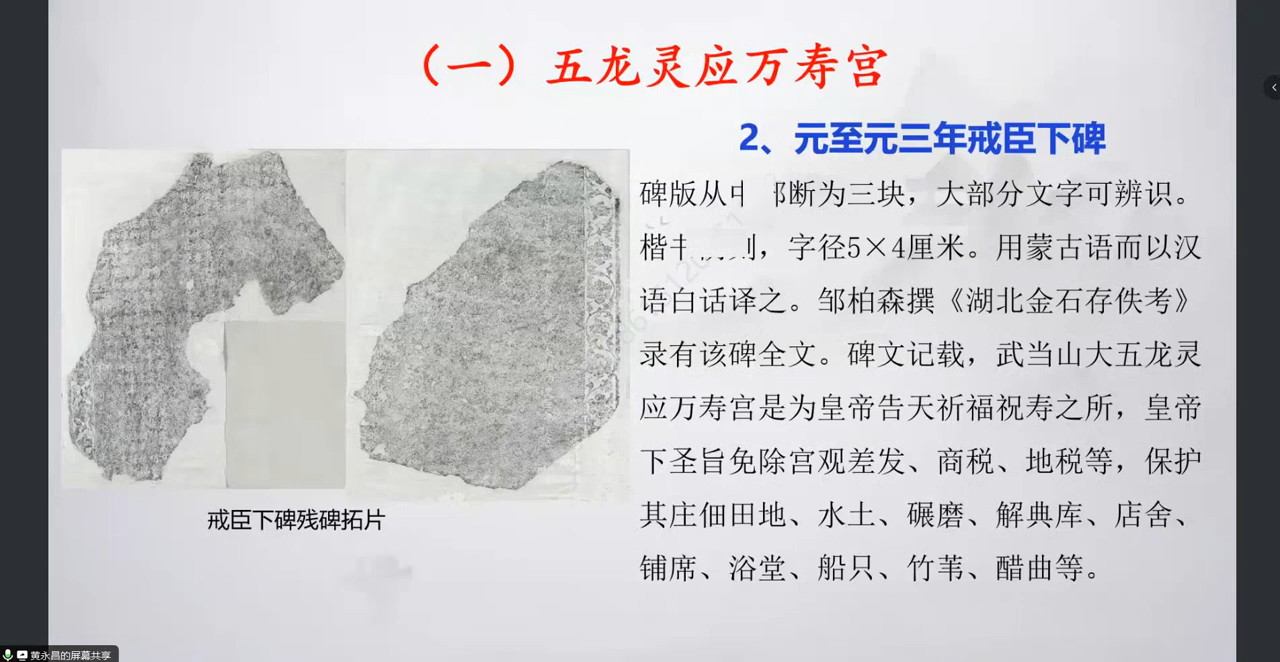 （一）五龙灵应万寿宫
2、元至元三年戒臣下碑
碑版从 断为三块，大部分文字可辨识。
楷 ，字径5×4厘米。用蒙古语而以汉
语白话译之。邹柏森撰《湖北金石存佚考》
录有该碑全文。碑文记载，武当山大五龙灵
应万寿宫是为皇帝告天祈福祝寿之所，皇帝
下圣旨免除宫观差发、商税、地税等，保护
其庄佃田地、水土、碾磨、解典库、店舍、
铺席、浴堂、船只、竹苇、醋曲等。
戒臣下碑残碑拓片
黄永昌的屏幕共享